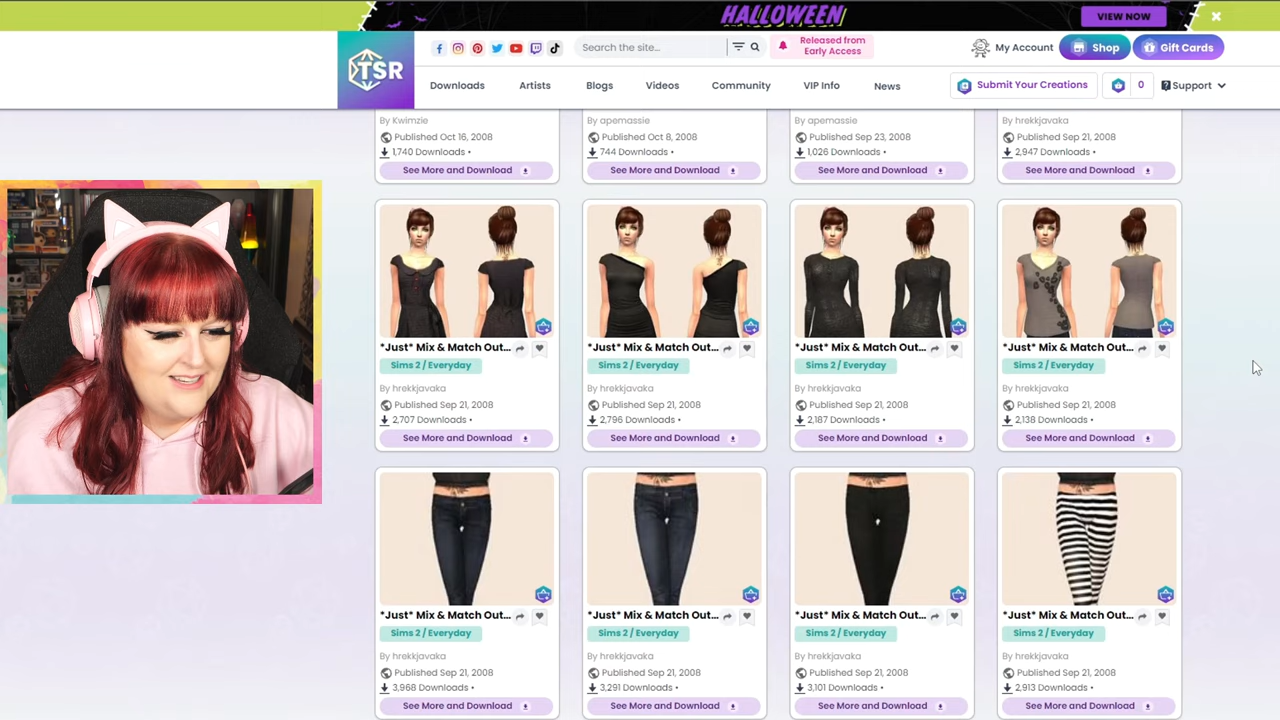 HALLOWEEN
VIEW NOW
TSR
Search the site...
Released from
Early Access
My Account
Shop
Gift Cards
Downloads
Artists
Blogs
Videos
Community
VIP Info
News
Submit Your Creations
0
Support
By Kwimzie
By apemassie
By apemassie
By hrekkjavaka
Published Oct 16, 2008
Published Oct 8, 2008
Published Sep 23, 2008
Published Sep 21, 2008
1,740 Downloads •
744 Downloads •
1,026 Downloads •
2,947 Downloads •
See More and Download
See More and Download
See More and Download
See More and Download
*Just* Mix & Match Out...
*Just* Mix & Match Out...
*Just* Mix & Match Out...
*Just* Mix & Match Out...
Sims 2 / Everyday
Sims 2 / Everyday
Sims 2 / Everyday
Sims 2 / Everyday
By hrekkjavaka
By hrekkjavaka
By hrekkjavaka
By hrekkjavaka
Published Sep 21, 2008
Published Sep 21, 2008
Published Sep 21, 2008
Published Sep 21, 2008
2,707 Downloads •
2,796 Downloads •
2,187 Downloads •
2,138 Downloads •
See More and Download
See More and Download
See More and Download
See More and Download
*Just* Mix & Match Out...
*Just* Mix & Match Out...
*Just* Mix & Match Out...
*Just* Mix & Match Out...
Sims 2 / Everyday
Sims 2 / Everyday
Sims 2 / Everyday
Sims 2 / Everyday
By hrekkjavaka
By hrekkjavaka
By hrekkjavaka
By hrekkjavaka
Published Sep 21, 2008
Published Sep 21, 2008
Published Sep 21, 2008
Published Sep 21, 2008
3,968 Downloads •
3,291 Downloads •
3,101 Downloads •
2,913 Downloads •
See More and Download
See More and Download
See More and Download
See More and Download